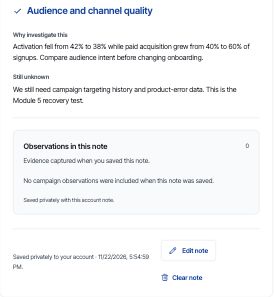 Audience and channel quality
Why investigate this
Activation fell from 42% to 38% while paid acquisition grew from 40% to 60% of
signups. Compare audience intent before changing onboarding.
Still unknown
We still need campaign targeting history and product-error data. This is the
Module 5 recovery test.
Observations in this note 0
Evidence captured when you saved this note.
No campaign observations were included when this note was saved.
Saved privately with this account note.
Saved privately to your account · 11/22/2026, 5:54:59
PM.
Edit note
Clear note